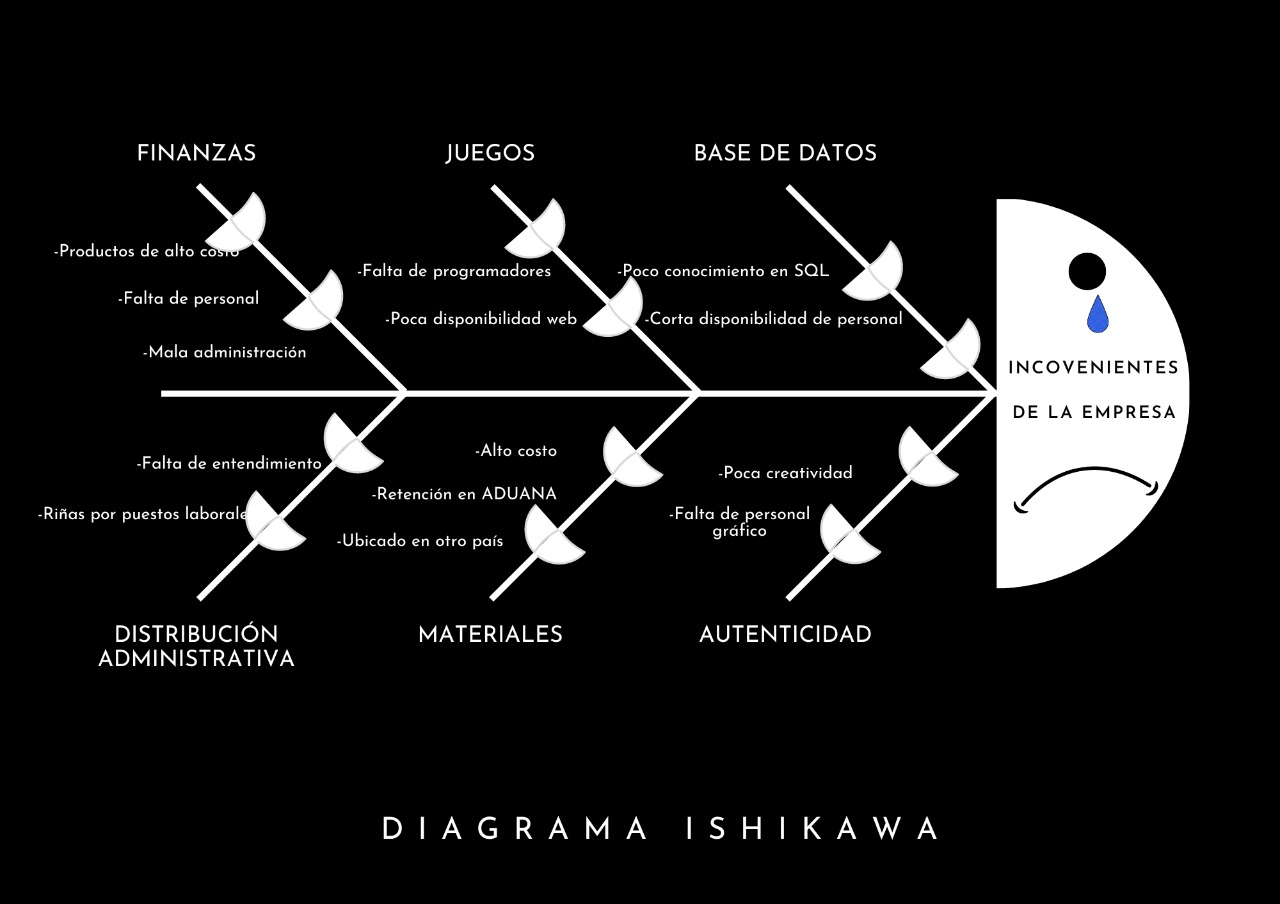 FINANZAS
JUEGOS
BASE DE DATOS
-Productos de alto costo
-Falta de personal
-Mala administración
-Falta de programadores
-Poca disponibilidad web
-Poco conocimiento en SQL
-Corta disponibilidad de personal
INCOVENIENTES
DE LA EMPRESA
-Falta de entendimiento
-Riñas por puestos laborale
-Alto costo
-Retención en ADUANA
-Ubicado en otro país
-Poca creatividad
-Falta de personal
gráfico
DISTRIBUCIÓN
ADMINISTRATIVA
MATERIALES
AUTENTICIDAD
DIAGRAMA ISHIKAWA